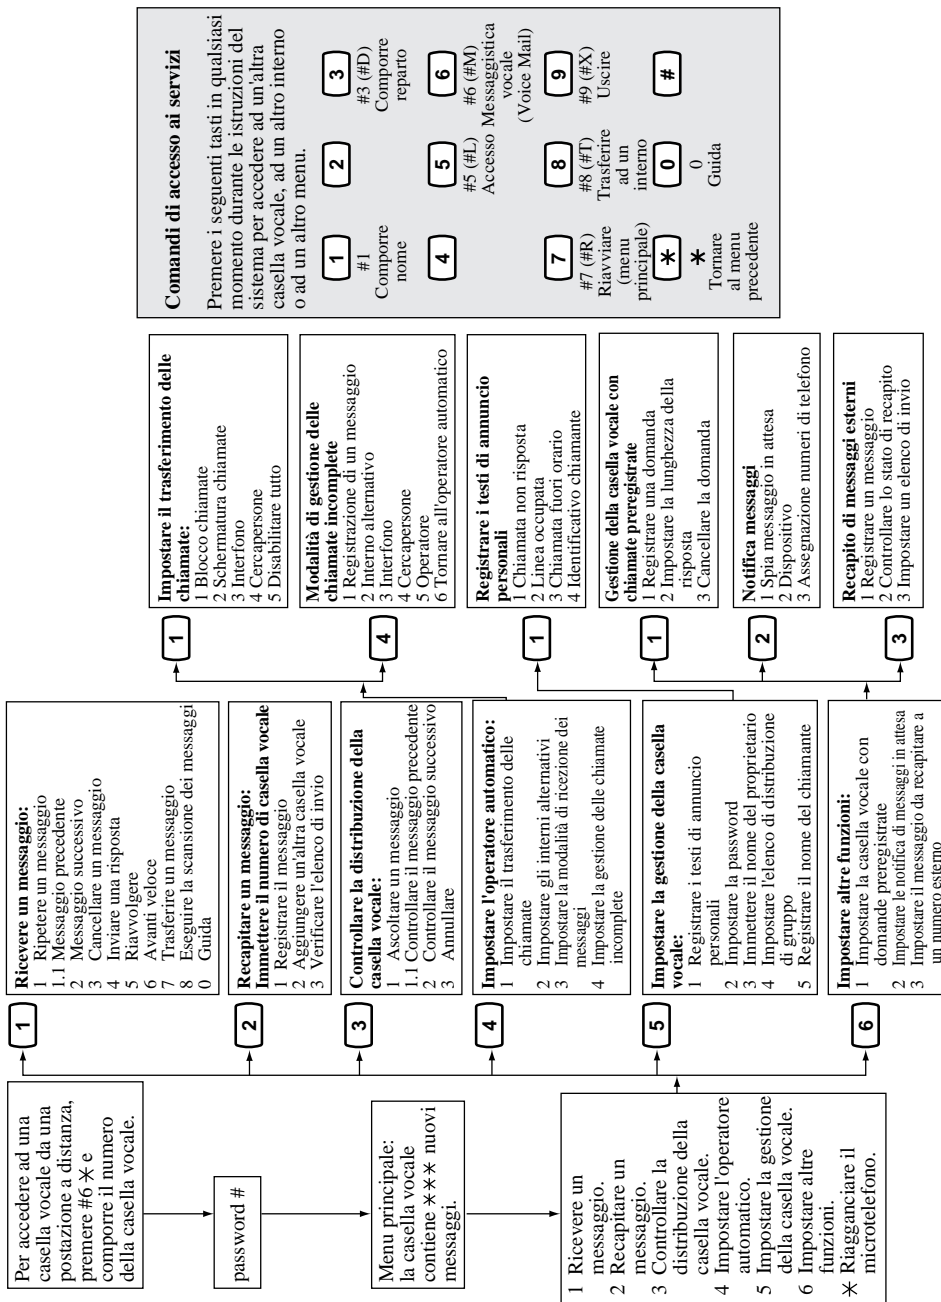 Per accedere ad una
casella vocale da una
postazione a distanza,
premere #6 ✳ e
comporre il numero
della casella vocale.
password #
Menu principale:
la casella vocale
contiene ✳✳✳ nuovi
messaggi.
1 Ricevere un
messaggio.
2 Recapitare un
messaggio.
3 Controllare la
distribuzione della
casella vocale.
4 Impostare l'operatore
automatico.
5 Impostare la gestione
della casella vocale.
6 Impostare altre
funzioni.
✳ Riagganciare il
microtelefono.
1
Ricevere un messaggio:
1 Ripetere un messaggio
1.1 Messaggio precedente
2 Messaggio successivo
3 Cancellare un messaggio
4 Inviare una risposta
5 Riavvolgere
6 Avanti veloce
7 Trasferire un messaggio
8 Eseguire la scansione dei messaggi
0 Guida
2
Recapitare un messaggio:
Immettere il numero di casella vocale
1 Registrare il messaggio
2 Aggiungere un'altra casella vocale
3 Verificare l'elenco di invio
3
Controllare la distribuzione della
casella vocale:
1 Ascoltare un messaggio
1.1 Controllare il messaggio precedente
2 Controllare il messaggio successivo
3 Annullare
4
Impostare l'operatore automatico:
1 Impostare il trasferimento delle
chiamate
2 Impostare gli interni alternativi
3 Impostare la modalità di ricezione dei
messaggi
4 Impostare la gestione delle chiamate
incomplete
5
Impostare la gestione della casella
vocale:
1 Registrare i testi di annuncio
personali
2 Impostare la password
3 Immettere il nome del proprietario
4 Impostare l'elenco di distribuzione
di gruppo
5 Registrare il nome del chiamante
6
Impostare altre funzioni:
1 Impostare la casella vocale con
domande preregistrate
2 Impostare le notifica di messaggi in attesa
3 Impostare il messaggio da recapitare a
un numero esterno
1
Impostare il trasferimento delle
chiamate:
1 Blocco chiamate
2 Schermatura chiamate
3 Interfono
4 Cercapersone
5 Disabilitare tutto
4
Modalità di gestione delle
chiamate incomplete
1 Registrazione di un messaggio
2 Interno alternativo
3 Interfono
4 Cercapersone
5 Operatore
6 Tornare all'operatore automatico
1
Registrare i testi di annuncio
personali
1 Chiamata non risposta
2 Linea occupata
3 Chiamata fuori orario
4 Identificativo chiamante
1
Gestione della casella vocale con
chiamate preregistrate
1 Registrare una domanda
2 Impostare la lunghezza della
risposta
3 Cancellare la domanda
2
Notifica messaggi
1 Spia messaggio in attesa
2 Dispositivo
3 Assegnazione numeri di telefono
3
Recapito di messaggi esterni
1 Registrare un messaggio
2 Controllare lo stato di recapito
3 Impostare un elenco di invio
Comandi di accesso ai servizi
Premere i seguenti tasti in qualsiasi
momento durante le istruzioni del
sistema per accedere ad un'altra
casella vocale, ad un altro interno
o ad un altro menu.
1 2 3
#1 #3 (#D)
Comporre Comporre
nome reparto
4 5 6
#5 (#L) #6 (#M)
Accesso Messaggistica
vocale
(Voice Mail)
7 8 9
#7 (#R) #8 (#T) #9 (#X)
Riavviare Trasferire Uscire
(menu ad un
principale) interno
✳ 0 #
✳ 0
Tornare Guida
al menu
precedente